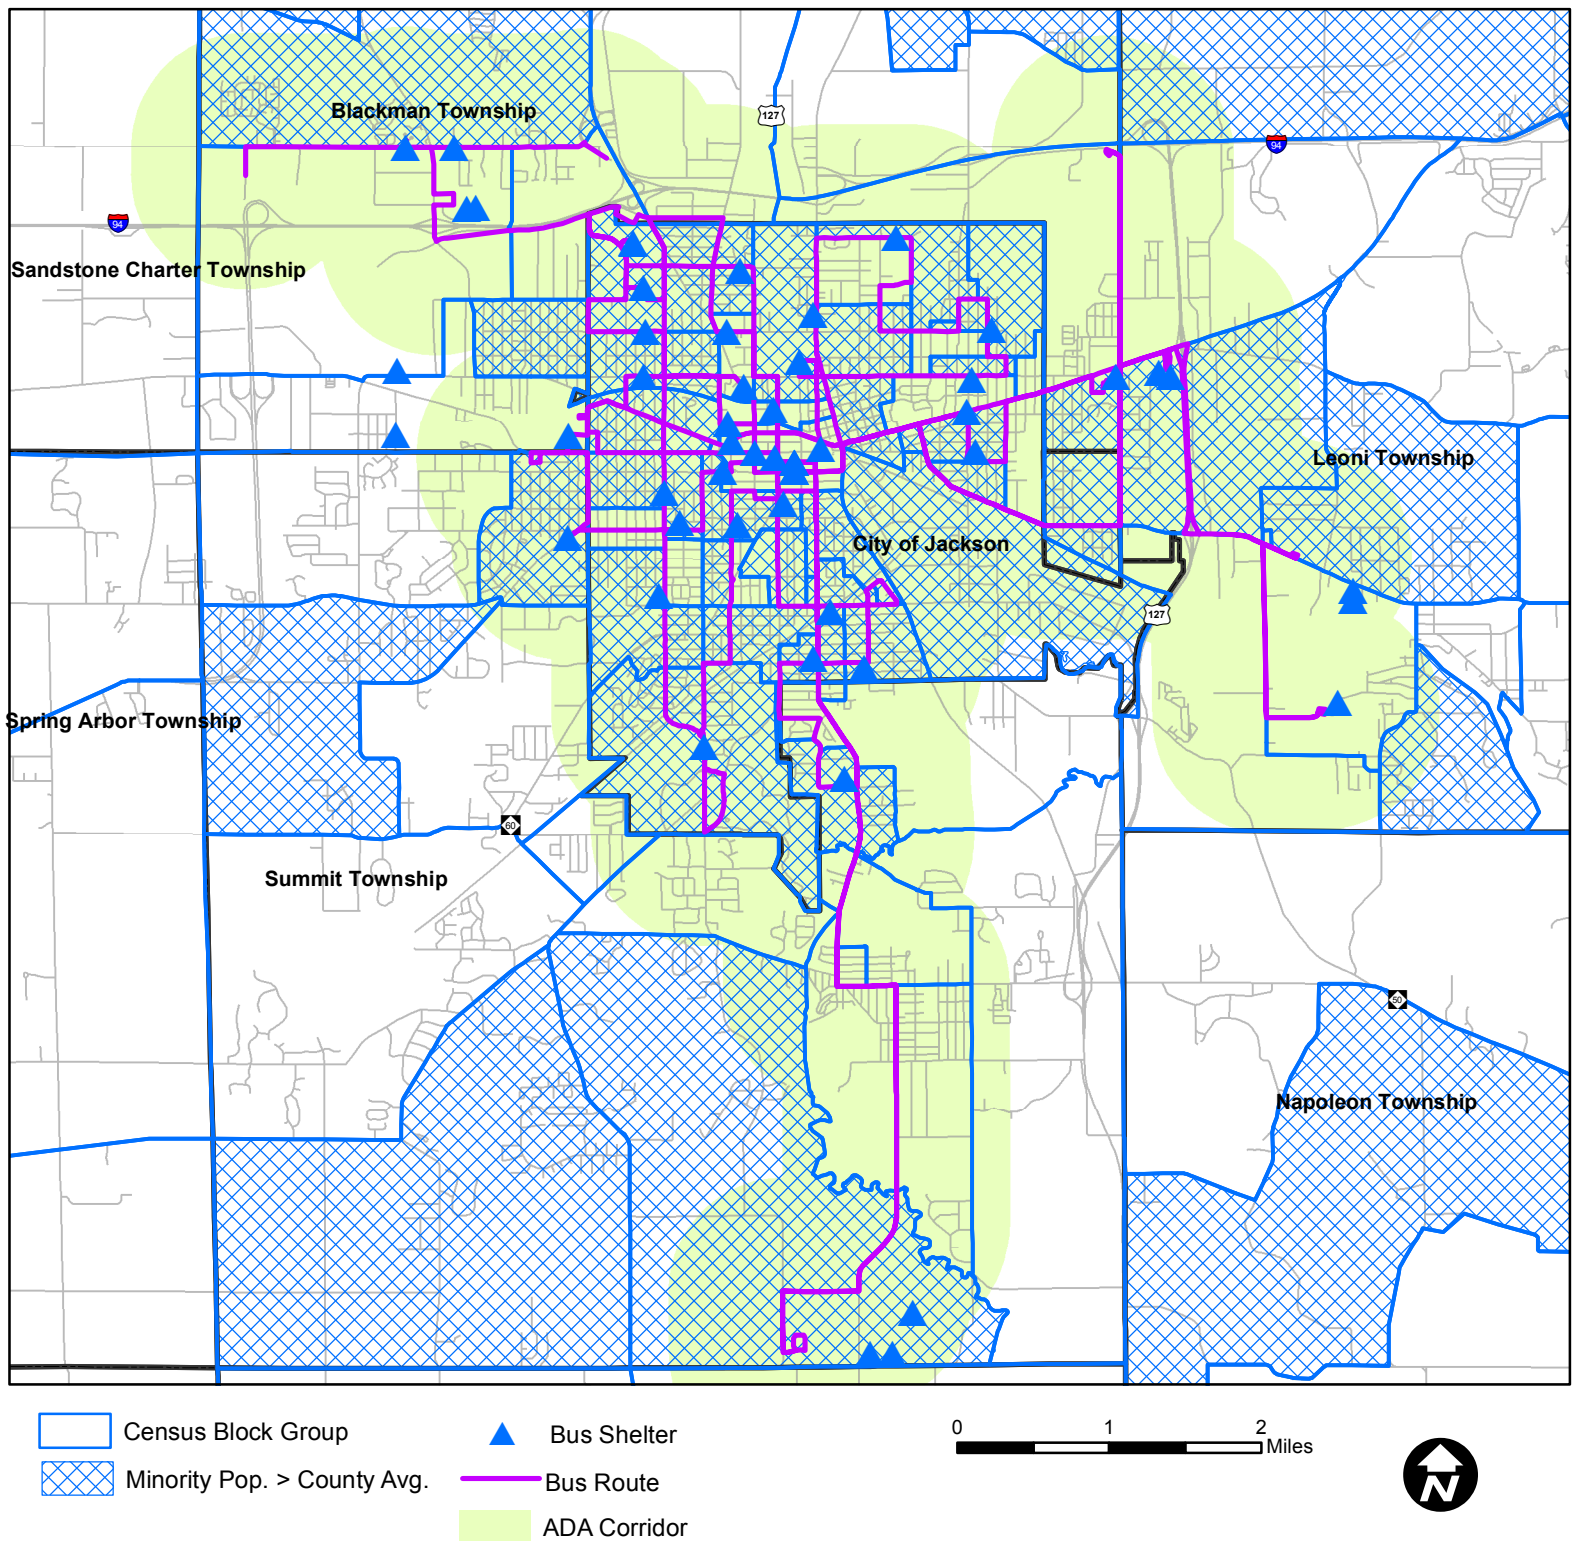 127
Blackman Township
94
94
Sandstone Charter Township
Leoni Township
City of Jackson
127
Spring Arbor Township
60
Summit Township
50
Napoleon Township
Census Block Group
Bus Shelter
0 1 2
Miles
Minority Pop. > County Avg.
Bus Route
N
ADA Corridor